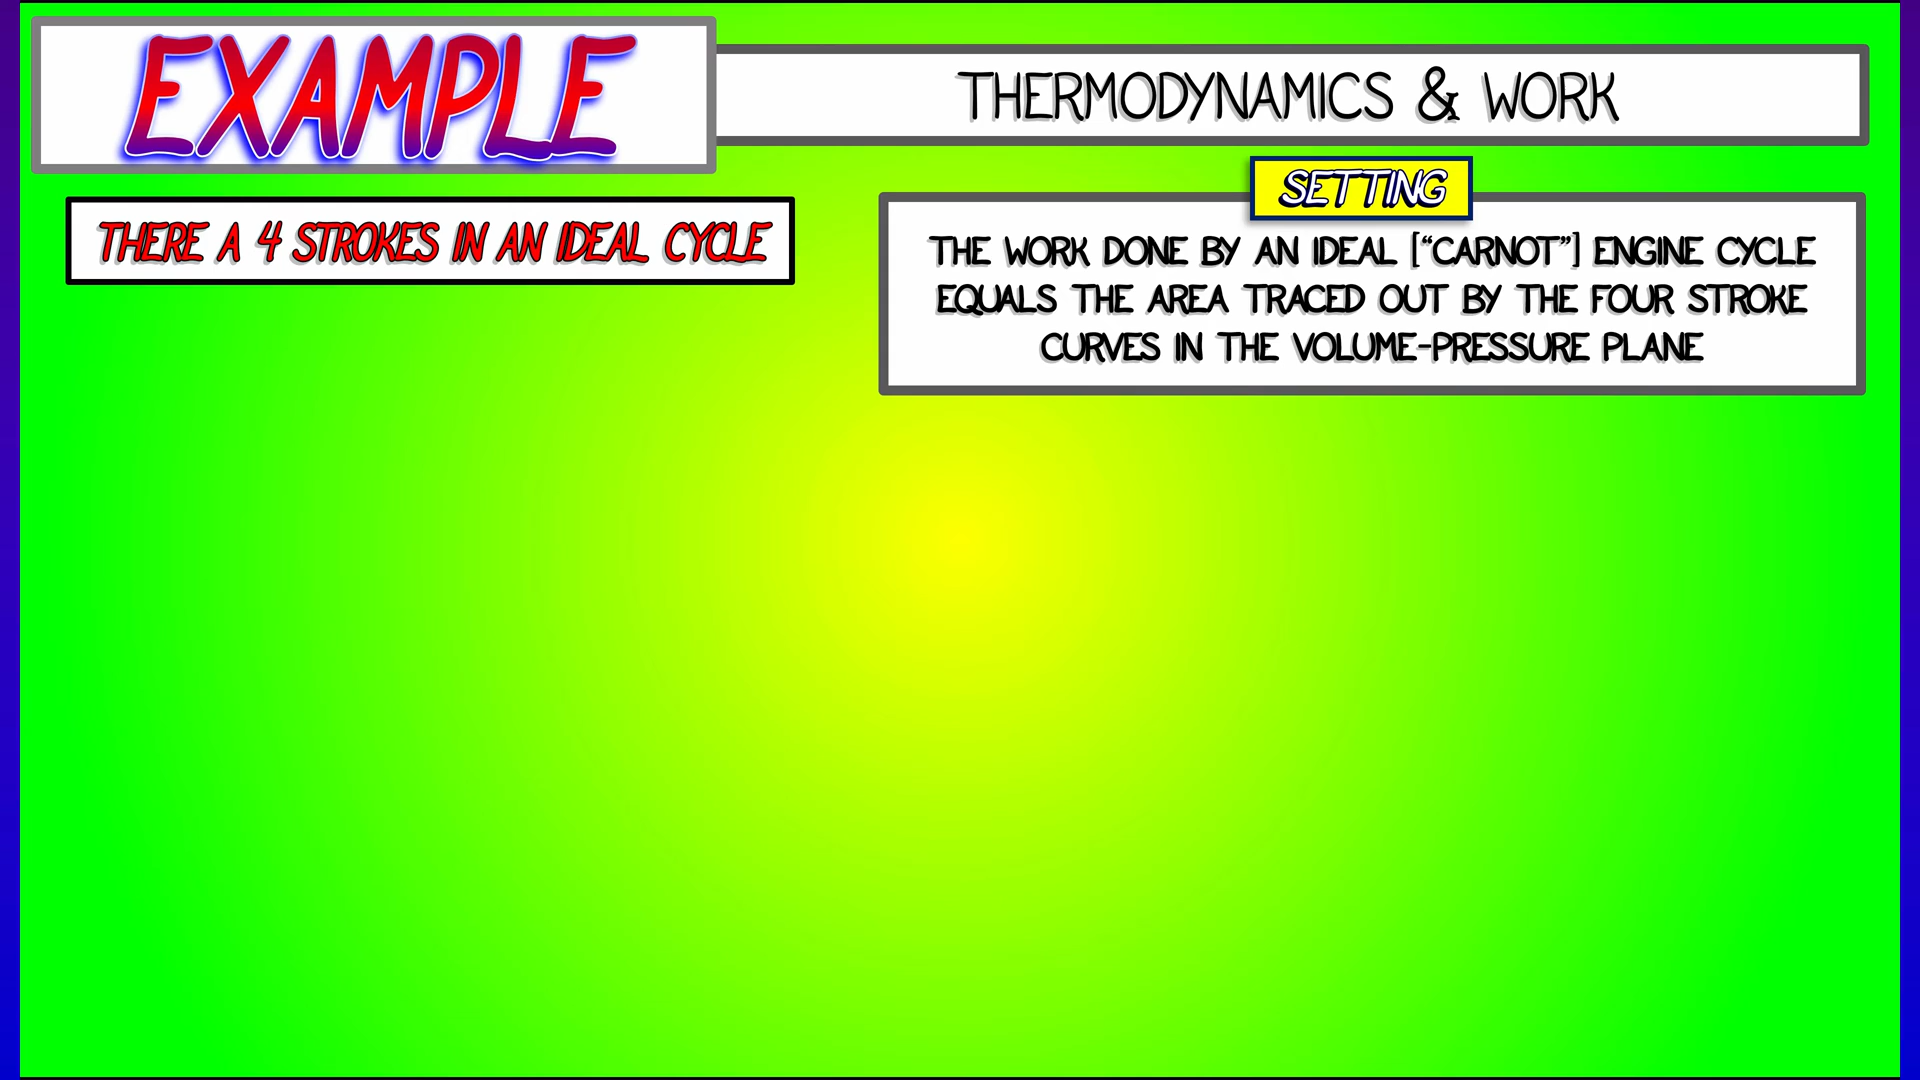 EXAMPLE
THERMODYNAMICS & WORK
THERE A 4 STROKES IN AN IDEAL CYCLE
SETTING
THE WORK DONE BY AN IDEAL [“CARNOT”] ENGINE CYCLE
EQUALS THE AREA TRACED OUT BY THE FOUR STROKE
CURVES IN THE VOLUME-PRESSURE PLANE